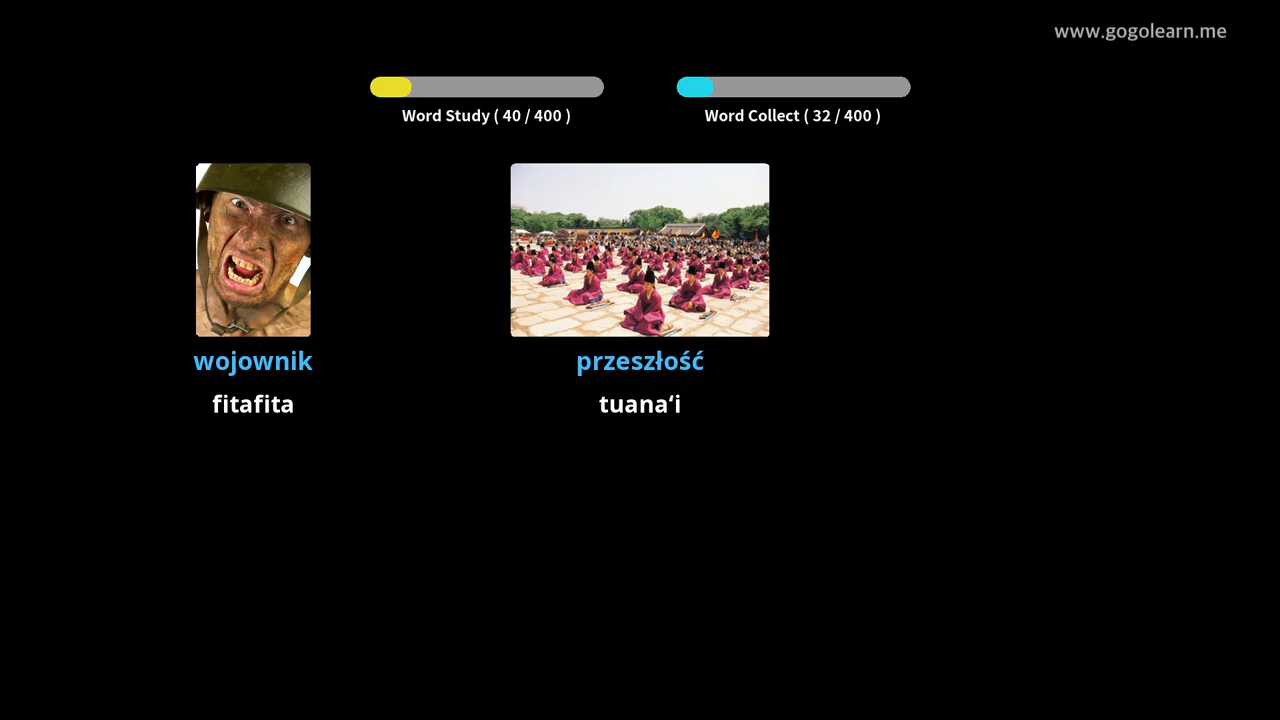 www.gogolearn.me
Word Study ( 40 / 400 )
Word Collect ( 32 / 400 )
wojownik
przeszłość
fitafita
tuana‘i